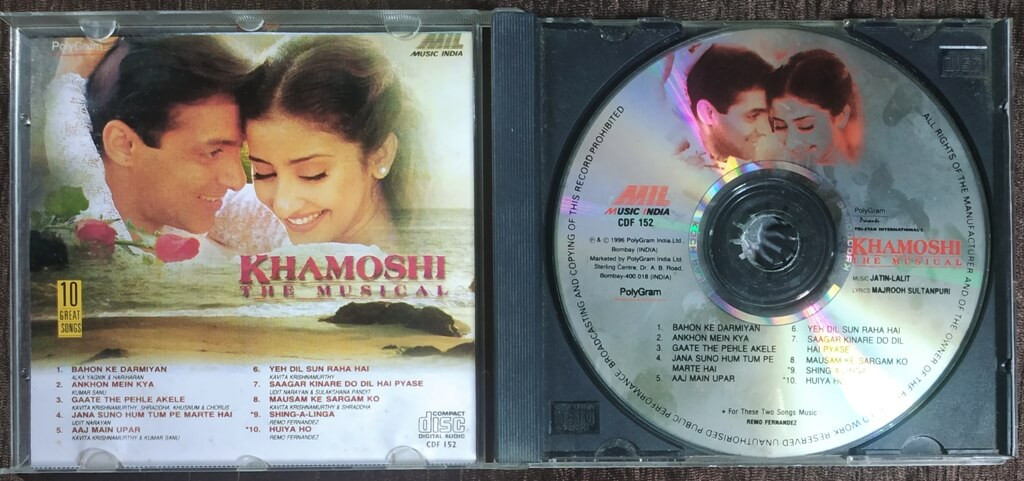 PolyGram
MIL
MUSIC INDIA
KHAMOSHI
THE MUSICAL
10
GREAT
SONGS
1. BAHON KE DARMIYAN
ALKA YAGNIK & HARIHARAN
2. ANKHON MEIN KYA
KUMAR SANU
3. GAATE THE PEHLE AKELE
KAVITA KRISHNAMURTHY, SHRADDHA, KHUSNUM & CHORUS
4. JANA SUNO HUM TUM PE MARTE HAI
UDIT NARAYAN
5. AAJ MAIN UPAR
KAVITA KRISHNAMURTHY & KUMAR SANU
6. YEH DIL SUN RAHA HAI
KAVITA KRISHNAMURTHY
7. SAAGAR KINARE DO DIL HAI PYASE
UDIT NARAYAN & SULAKSHANA PANDIT
8. MAUSAM KE SARGAM KO
KAVITA KRISHNAMURTHY & SHRADDHA
*9. SHING-A-LINGA
REMO FERNANDEZ
*10. HUIYA HO
REMO FERNANDEZ
COMPACT
disc
DIGITAL AUDIO
CDF 152
ALL RIGHTS OF THE MANUFACTURER AND OF THE OWNER OF WORK RESERVED UNAUTHORISED PUBLIC PERFORMANCE BROADCASTING AND COPYING OF THIS RECORD PROHIBITED
MIL
MUSIC INDIA
CDF 152
℗ & © 1996 PolyGram India Ltd.
Bombay (INDIA)
Marketed by PolyGram India Ltd.
Sterling Centre; Dr. A. B. Road,
Bombay-400 018 (INDIA)
PolyGram
PolyGram
Presents
TRI-STAR INTERNATIONAL'S
KHAMOSHI
THE MUSICAL
MUSIC: JATIN-LALIT
LYRICS: MAJROOH SULTANPURI
1. BAHON KE DARMIYAN
2. ANKHON MEIN KYA
3. GAATE THE PEHLE AKELE
4. JANA SUNO HUM TUM PE
MARTE HAI
5. AAJ MAIN UPAR
6. YEH DIL SUN RAHA HAI
7. SAAGAR KINARE DO DIL
HAI PYASE
8. MAUSAM KE SARGAM KO
*9. SHING
*10. HUIYA
* For These Two Songs Music
REMO FERNANDEZ